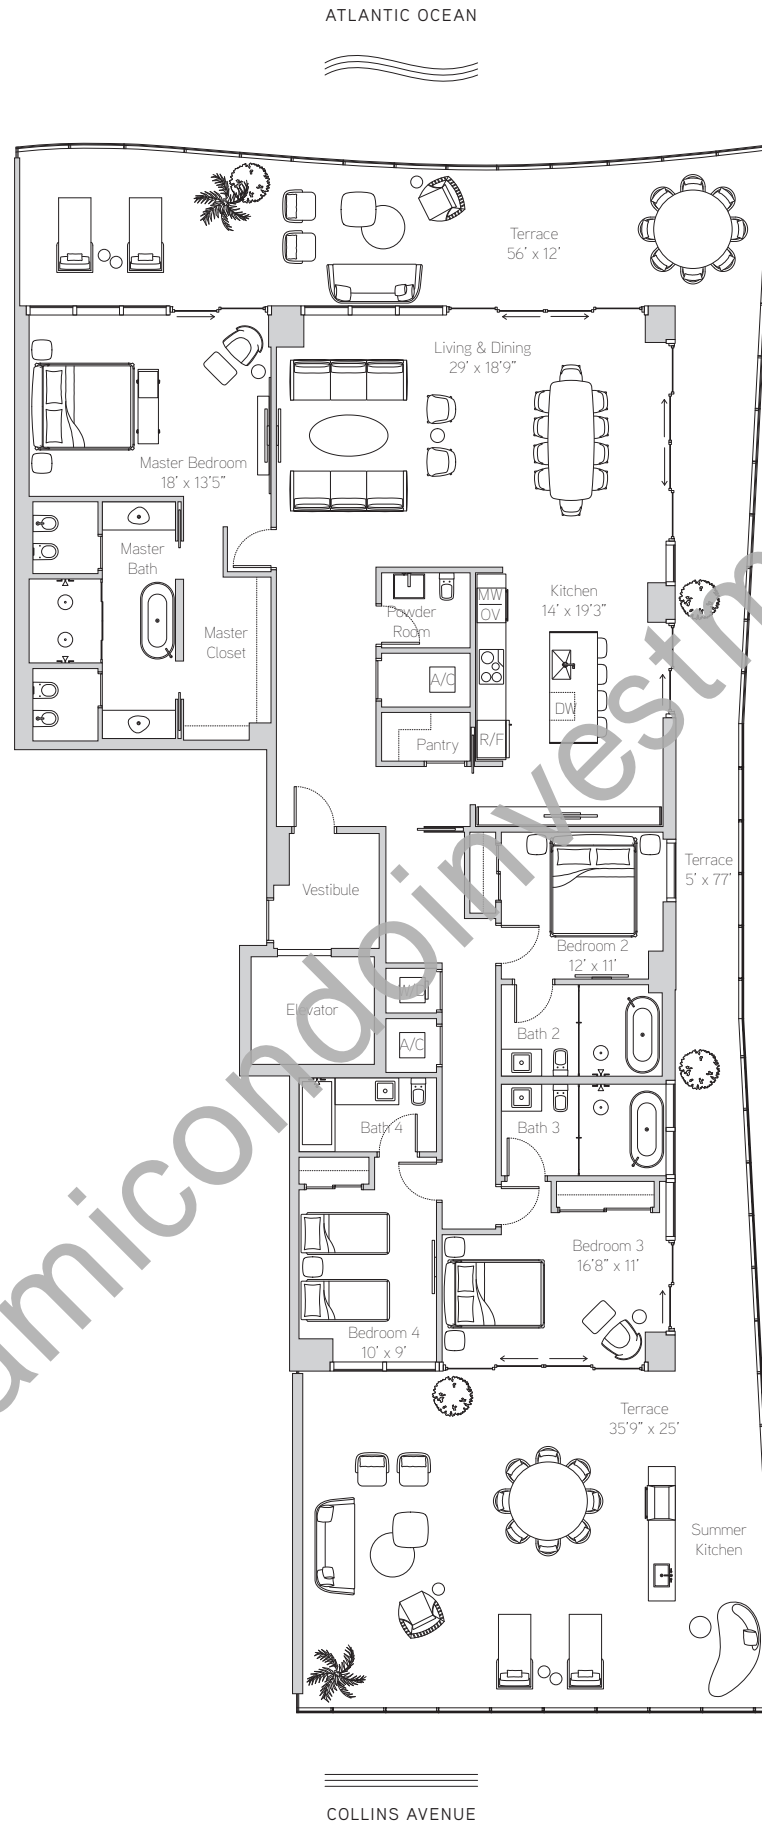 ATLANTIC OCEAN
Terrace
56' x 12'
Living & Dining
29' x 18'9"
Master Bedroom
18' x 13'5"
Master
Bath
Master
Closet
Powder
Room
MW
OV
Kitchen
14' x 19'3"
A/C
DW
Pantry
R/F
Terrace
5' x 77'
Vestibule
Bedroom 2
12' x 11'
Elevator
Bath 2
A/C
Bath 4
Bath 3
Bedroom 3
16'8" x 11'
Bedroom 4
10' x 9'
Terrace
35'9" x 25'
Summer
Kitchen
COLLINS AVENUE
amicondoinvestm